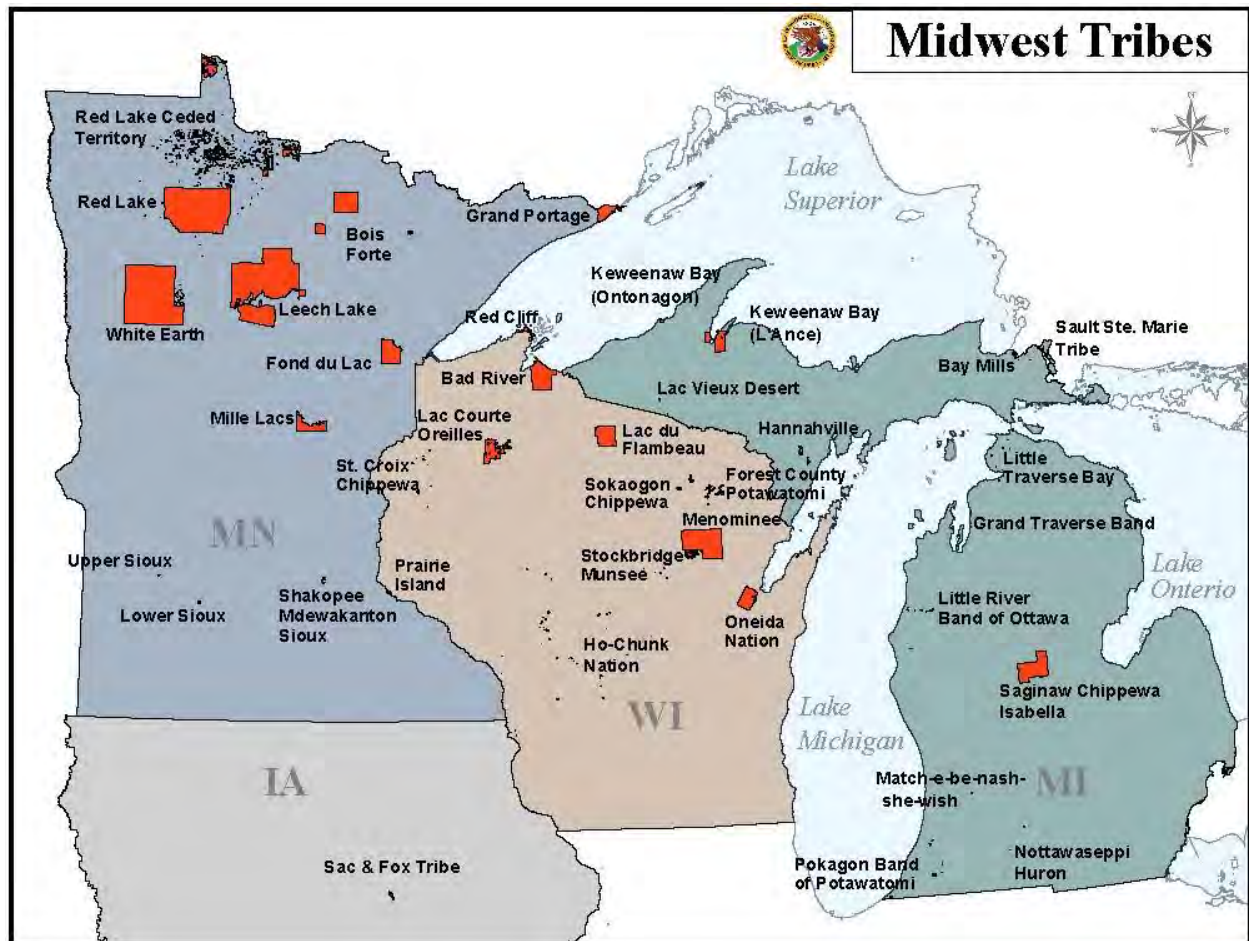 Midwest Tribes
Red Lake Ceded
Territory
Red Lake
Bois
Forte
Grand Portage
Leech Lake
White Earth
Fond du Lac
Mille Lacs
MN
Upper Sioux
Lower Sioux
Shakopee
Mdewakanton
Sioux
Prairie
Island
Lake
Superior
Keweenaw Bay
(Ontonagon)
Keweenaw Bay
(L'Ance)
Red Cliff
Bad River
Lac Vieux Desert
Sault Ste. Marie
Tribe
Bay Mills
Lac Courte
Oreilles
St. Croix
Chippewa
Lac du
Flambeau
Hannahville
Sokaogon
Chippewa
Forest County
Potawatomi
Menominee
Stockbridge
Munsee
Oneida
Nation
Ho-Chunk
Nation
WI
Little
Traverse Bay
Grand Traverse Band
Lake
Onterio
Little River
Band of Ottawa
Saginaw Chippewa
Isabella
Lake
Michigan
Match-e-be-nash-
she-wish
MI
Pokagon Band
of Potawatomi
Nottawaseppi
Huron
IA
Sac & Fox Tribe